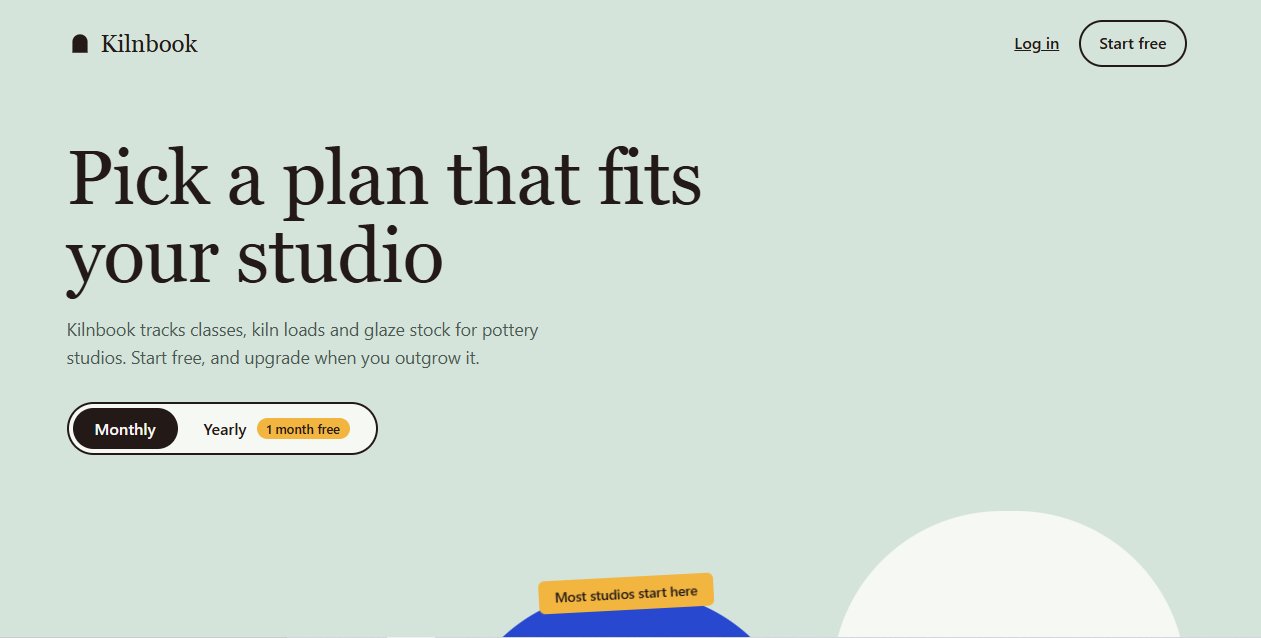 Kilnbook
Log in
Start free
Pick a plan that fits
your studio
Kilnbook tracks classes, kiln loads and glaze stock for pottery
studios. Start free, and upgrade when you outgrow it.
Monthly
Yearly
1 month free
Most studios start here